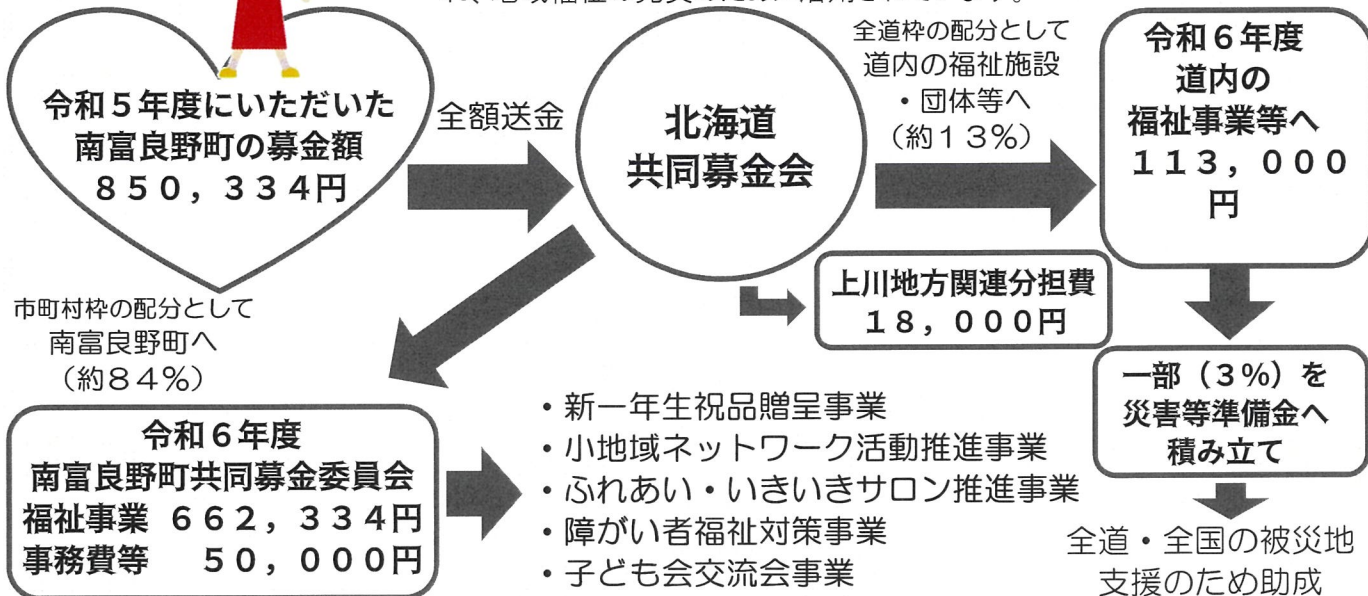 令和５年度にいただいた
南富良野町の募金額
８５０，３３４円
全額送金
北海道
共同募金会
全道枠の配分として
道内の福祉施設
・団体等へ
（約１３％）
令和６年度
道内の
福祉事業等へ
１１３，０００
円
上川地方関連分担費
１８，０００円
一部（３％）を
災害等準備金へ
積み立て
全道・全国の被災地
支援のため助成
市町村枠の配分として
南富良野町へ
（約８４％）
令和６年度
南富良野町共同募金委員会
福祉事業 ６６２，３３４円
事務費等 ５０，０００円
・新一年生祝品贈呈事業
・小地域ネットワーク活動推進事業
・ふれあい・いきいきサロン推進事業
・障がい者福祉対策事業
・子ども会交流会事業